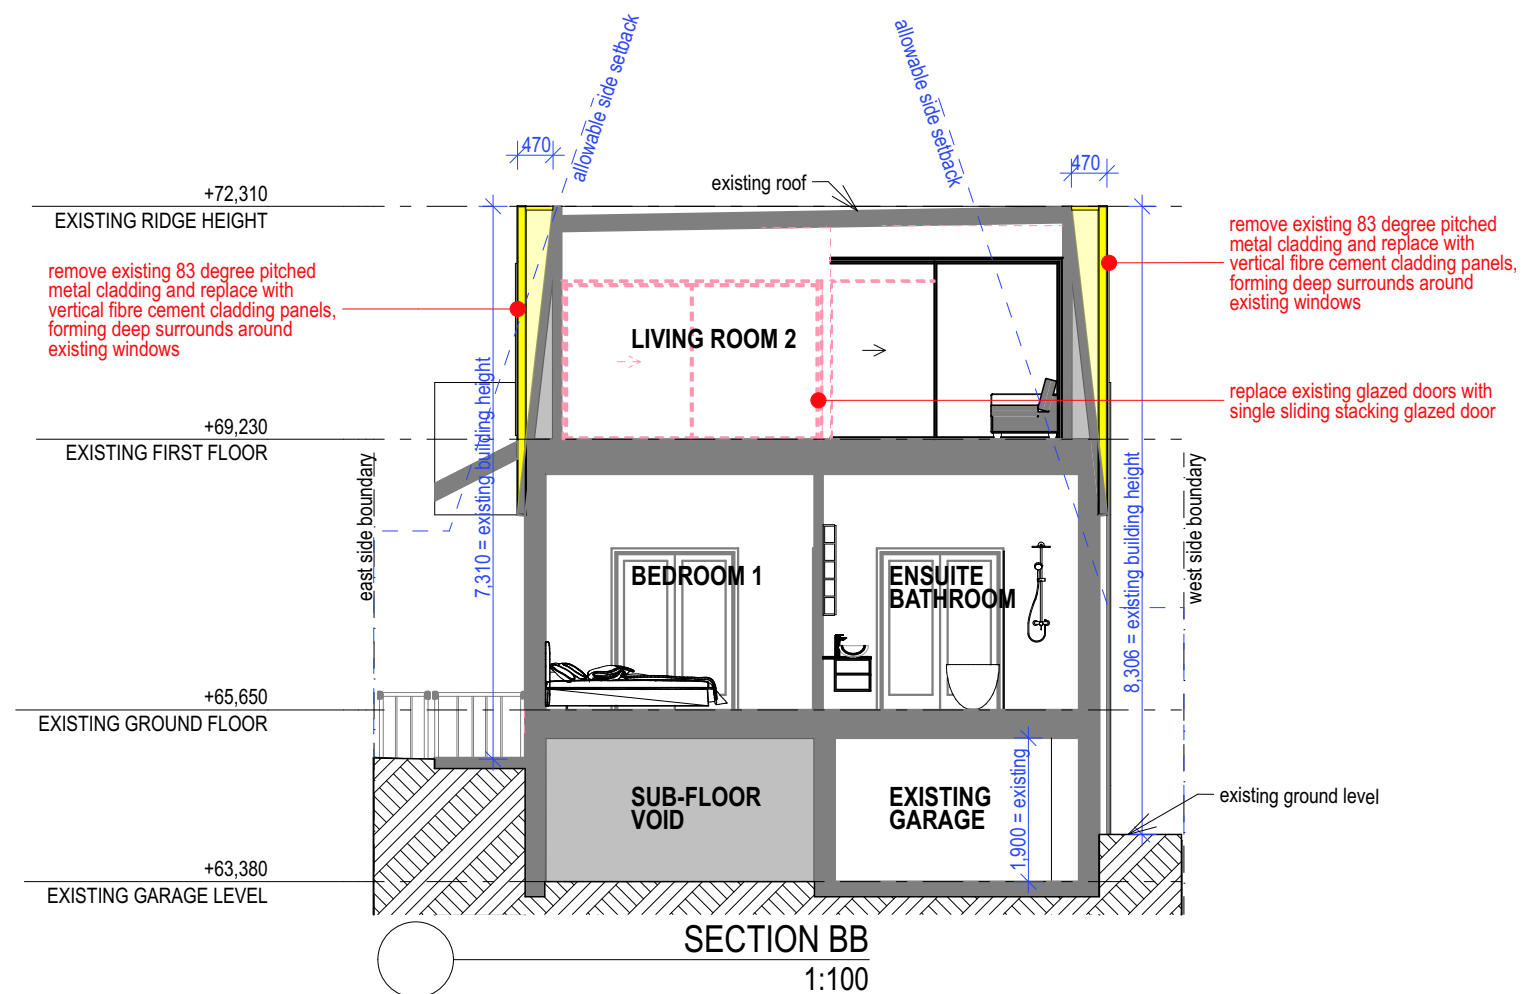 allowable side setback
allowable side setback
470
470
existing roof
+72,310
EXISTING RIDGE HEIGHT
remove existing 83 degree pitched
metal cladding and replace with
vertical fibre cement cladding panels,
forming deep surrounds around
existing windows
remove existing 83 degree pitched
metal cladding and replace with
vertical fibre cement cladding panels,
forming deep surrounds around
existing windows
LIVING ROOM 2
replace existing glazed doors with
single sliding stacking glazed door
+69,230
EXISTING FIRST FLOOR
east side boundary
7,310 = existing building height
8,306 = existing building height
west side boundary
BEDROOM 1
ENSUITE
BATHROOM
+65,650
EXISTING GROUND FLOOR
SUB-FLOOR
VOID
EXISTING
GARAGE
1,900 = existing
existing ground level
+63,380
EXISTING GARAGE LEVEL
SECTION BB
1:100